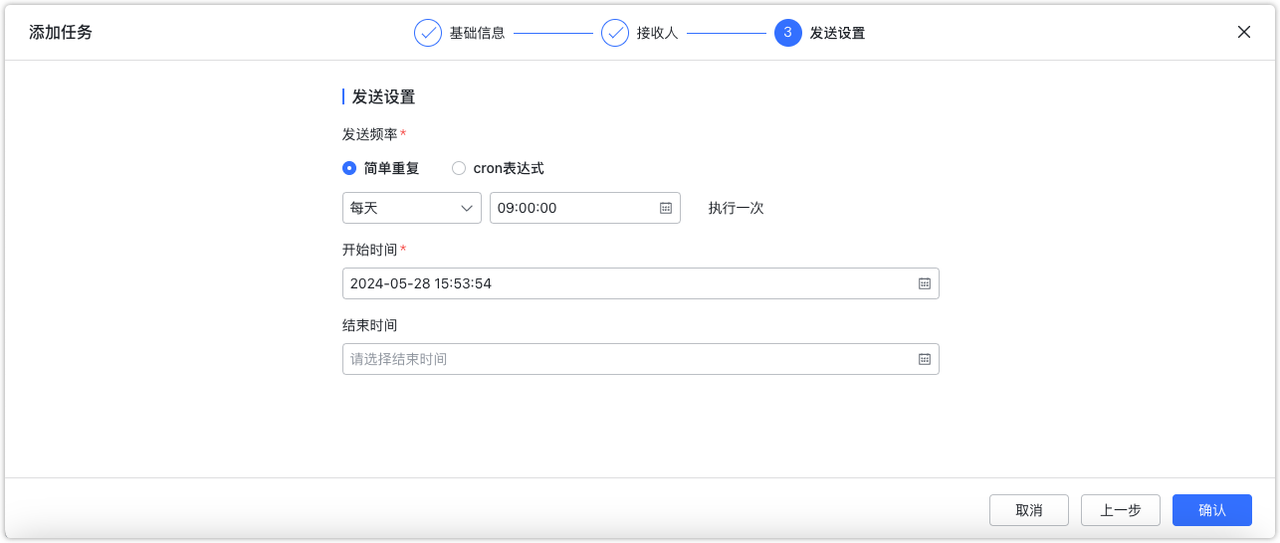 添加任务
基础信息
接收人
3 发送设置
发送设置
发送频率*
简单重复 cron表达式
每天 09:00:00 执行一次
开始时间*
2024-05-28 15:53:54
结束时间
请选择结束时间
取消 上一步 确认